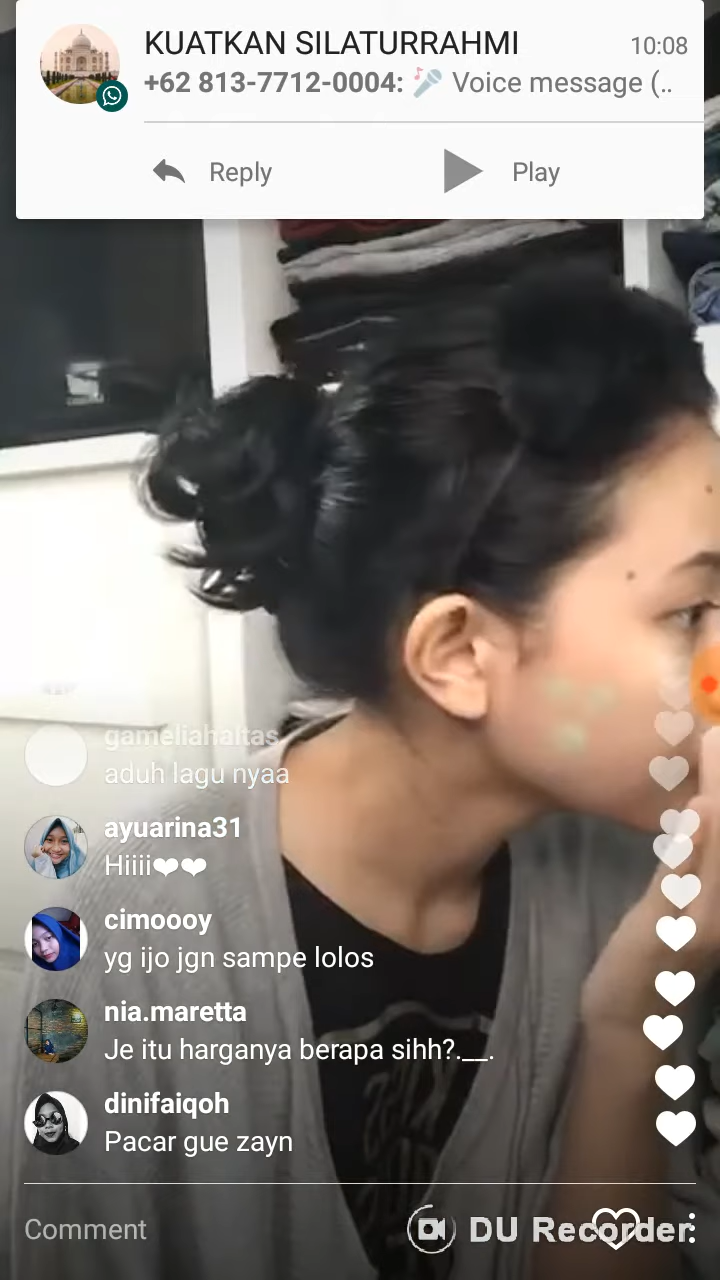 KUATKAN SILATURRAHMI
10:08
+62 813-7712-0004: 🎤 Voice message (..
Reply
Play
gameliahaltas
aduh lagu nyaa
ayuarina31
Hiiii❤❤
cimoooy
yg ijo jgn sampe lolos
nia.maretta
Je itu harganya berapa sihh?.__.
dinifaiqoh
Pacar gue zayn
Comment
DU Recorder